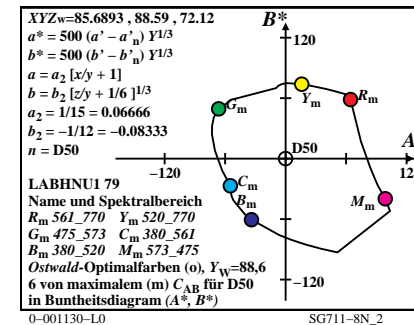 XYZw=85.6893 , 88.59 , 72.12
a* = 500 (a' - a'n) Y1/3
b* = 500 (b' - b'n) Y1/3
a = a2 [x/y + 1]
b = b2 [z/y + 1/6 ]1/3
a2 = 1/15 = 0.06666
b2 = −1/12 = −0.08333
n = D50
B*
120
Ym
Rm
Gm
D50
A
−120
12
LABHNU1 79
Name und Spektralbereich
Rm 561_770 Ym 520_770
Gm 475_573 Cm 380_561
Bm 380_520 Mm 573_475
Ostwald-Optimalfarben (o), YW=88,6
6 von maximalem (m) CAB für D50
in Buntheitsdiagram (A*, B*)
Cm
Bm
Mm
−120
0-001130-L0
SG711-8N_2